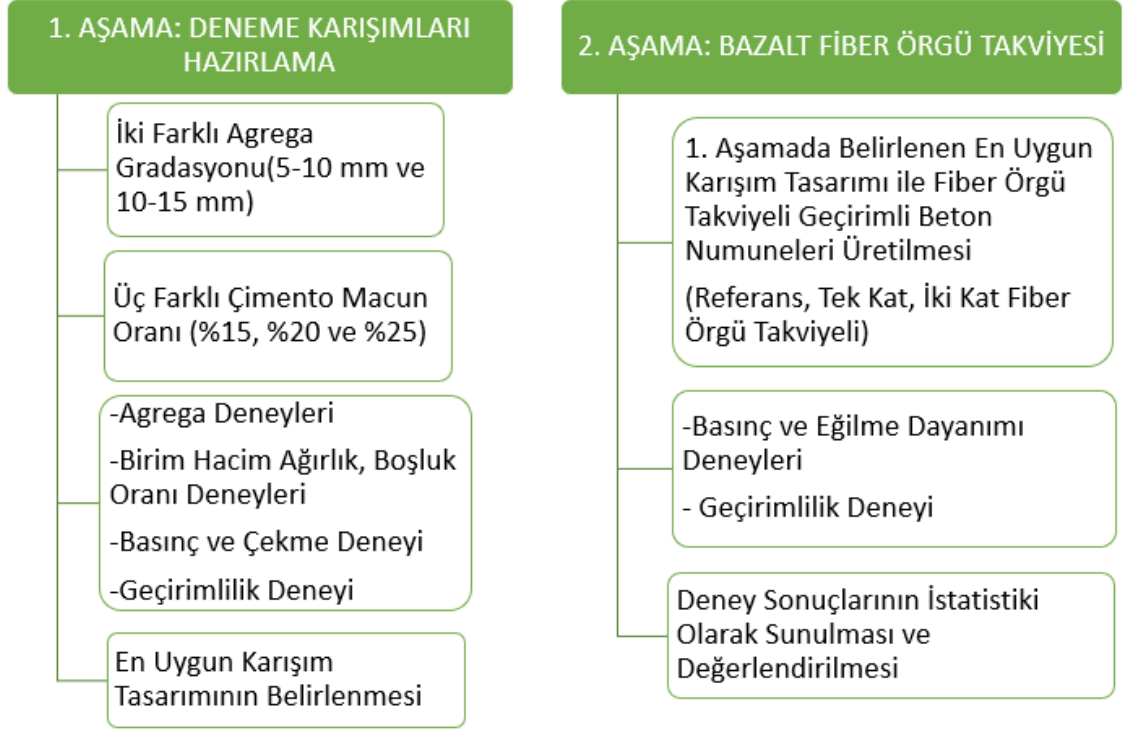 1. AŞAMA: DENEME KARIŞIMLARI
HAZIRLAMA
İki Farklı Agrega
Gradasyonu(5-10 mm ve
10-15 mm)
Üç Farklı Çimento Macun
Oranı (%15, %20 ve %25)
-Agrega Deneyleri
-Birim Hacim Ağırlık, Boşluk
Oranı Deneyleri
-Basınç ve Çekme Deneyi
-Geçirimlilik Deneyi
En Uygun Karışım
Tasarımının Belirlenmesi
2. AŞAMA: BAZALT FİBER ÖRGÜ TAKVİYESİ
1. Aşamada Belirlenen En Uygun
Karışım Tasarımı ile Fiber Örgü
Takviyeli Geçirimli Beton
Numuneleri Üretilmesi
(Referans, Tek Kat, İki Kat Fiber
Örgü Takviyeli)
-Basınç ve Eğilme Dayanımı
Deneyleri
- Geçirimlilik Deneyi
Deney Sonuçlarının İstatistiki
Olarak Sunulması ve
Değerlendirilmesi